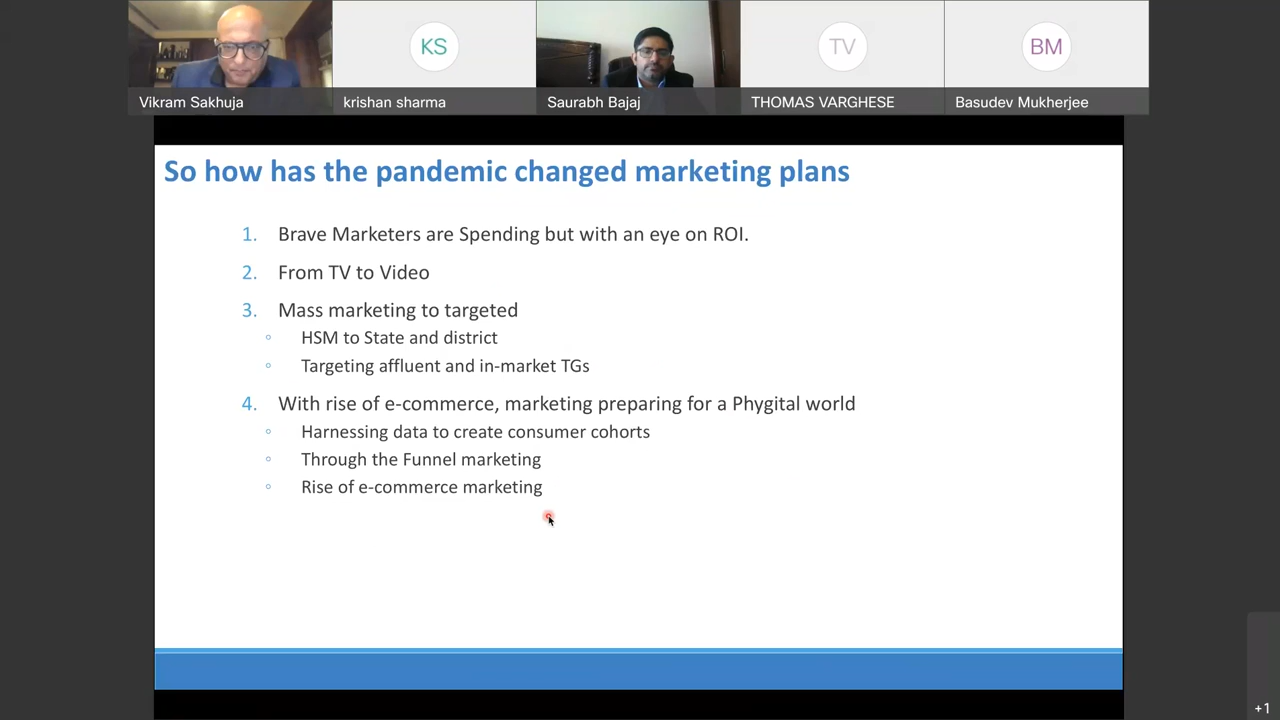 KS
TV
BM
Vikram Sakhuja
krishan sharma
Saurabh Bajaj
THOMAS VARGHESE
Basudev Mukherjee
So how has the pandemic changed marketing plans
1. Brave Marketers are Spending but with an eye on ROI.
2. From TV to Video
3. Mass marketing to targeted
◦ HSM to State and district
◦ Targeting affluent and in-market TGs
4. With rise of e-commerce, marketing preparing for a Phygital world
◦ Harnessing data to create consumer cohorts
◦ Through the Funnel marketing
◦ Rise of e-commerce marketing
+1